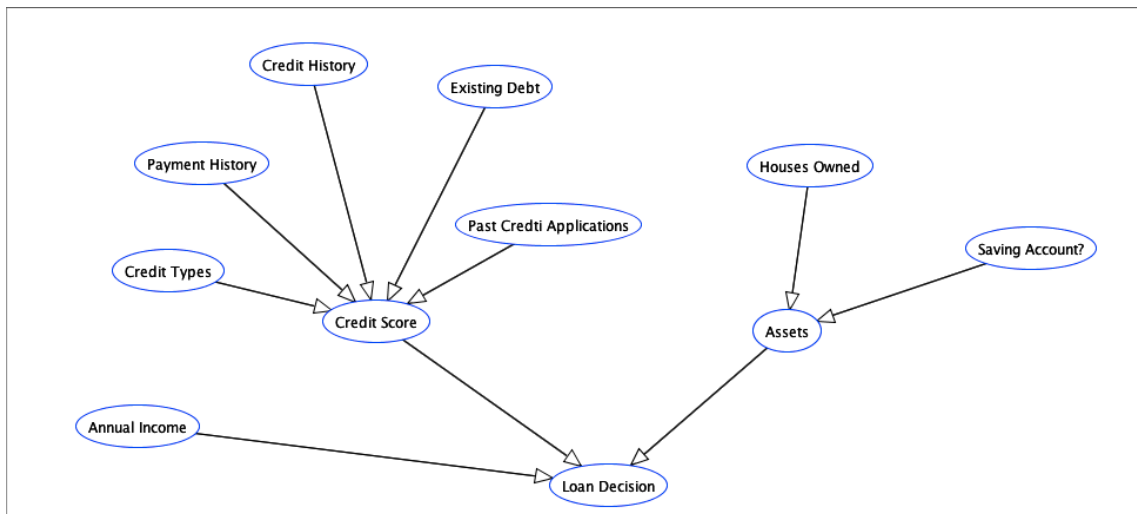 Credit History
Existing Debt
Payment History
Houses Owned
Past Credti Applications
Saving Account?
Credit Types
Credit Score
Assets
Annual Income
Loan Decision